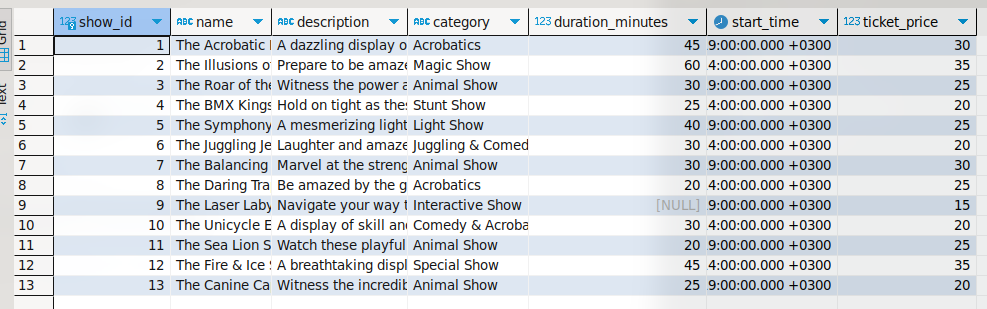 Grid
Text
show_id name description category duration_minutes start_time ticket_price
1 1 The Acrobatic Acrobatics A dazzling display o 45 9:00:00.000 +0300 30
2 2 The Illusions o Prepare to be amaze Magic Show 60 4:00:00.000 +0300 35
3 3 The Roar of the Witness the power a Animal Show 30 9:00:00.000 +0300 25
4 4 The BMX Kings Hold on tight as thes Stunt Show 25 4:00:00.000 +0300 20
5 5 The Symphony A mesmerizing light Light Show 40 9:00:00.000 +0300 25
6 6 The Juggling Je Laughter and amaze Juggling & Comed 30 4:00:00.000 +0300 20
7 7 The Balancing Marvel at the streng Animal Show 30 9:00:00.000 +0300 30
8 8 The Daring Tra Be amazed by the g Acrobatics 20 4:00:00.000 +0300 25
9 9 The Laser Laby Navigate your way t Interactive Show [NULL] 9:00:00.000 +0300 15
10 10 The Unicycle E A display of skill and Comedy & Acroba 30 4:00:00.000 +0300 20
11 11 The Sea Lion S Watch these playful Animal Show 20 9:00:00.000 +0300 25
12 12 The Fire & Ice S A breathtaking displ Special Show 45 4:00:00.000 +0300 35
13 13 The Canine Ca Witness the incredib Animal Show 25 9:00:00.000 +0300 20